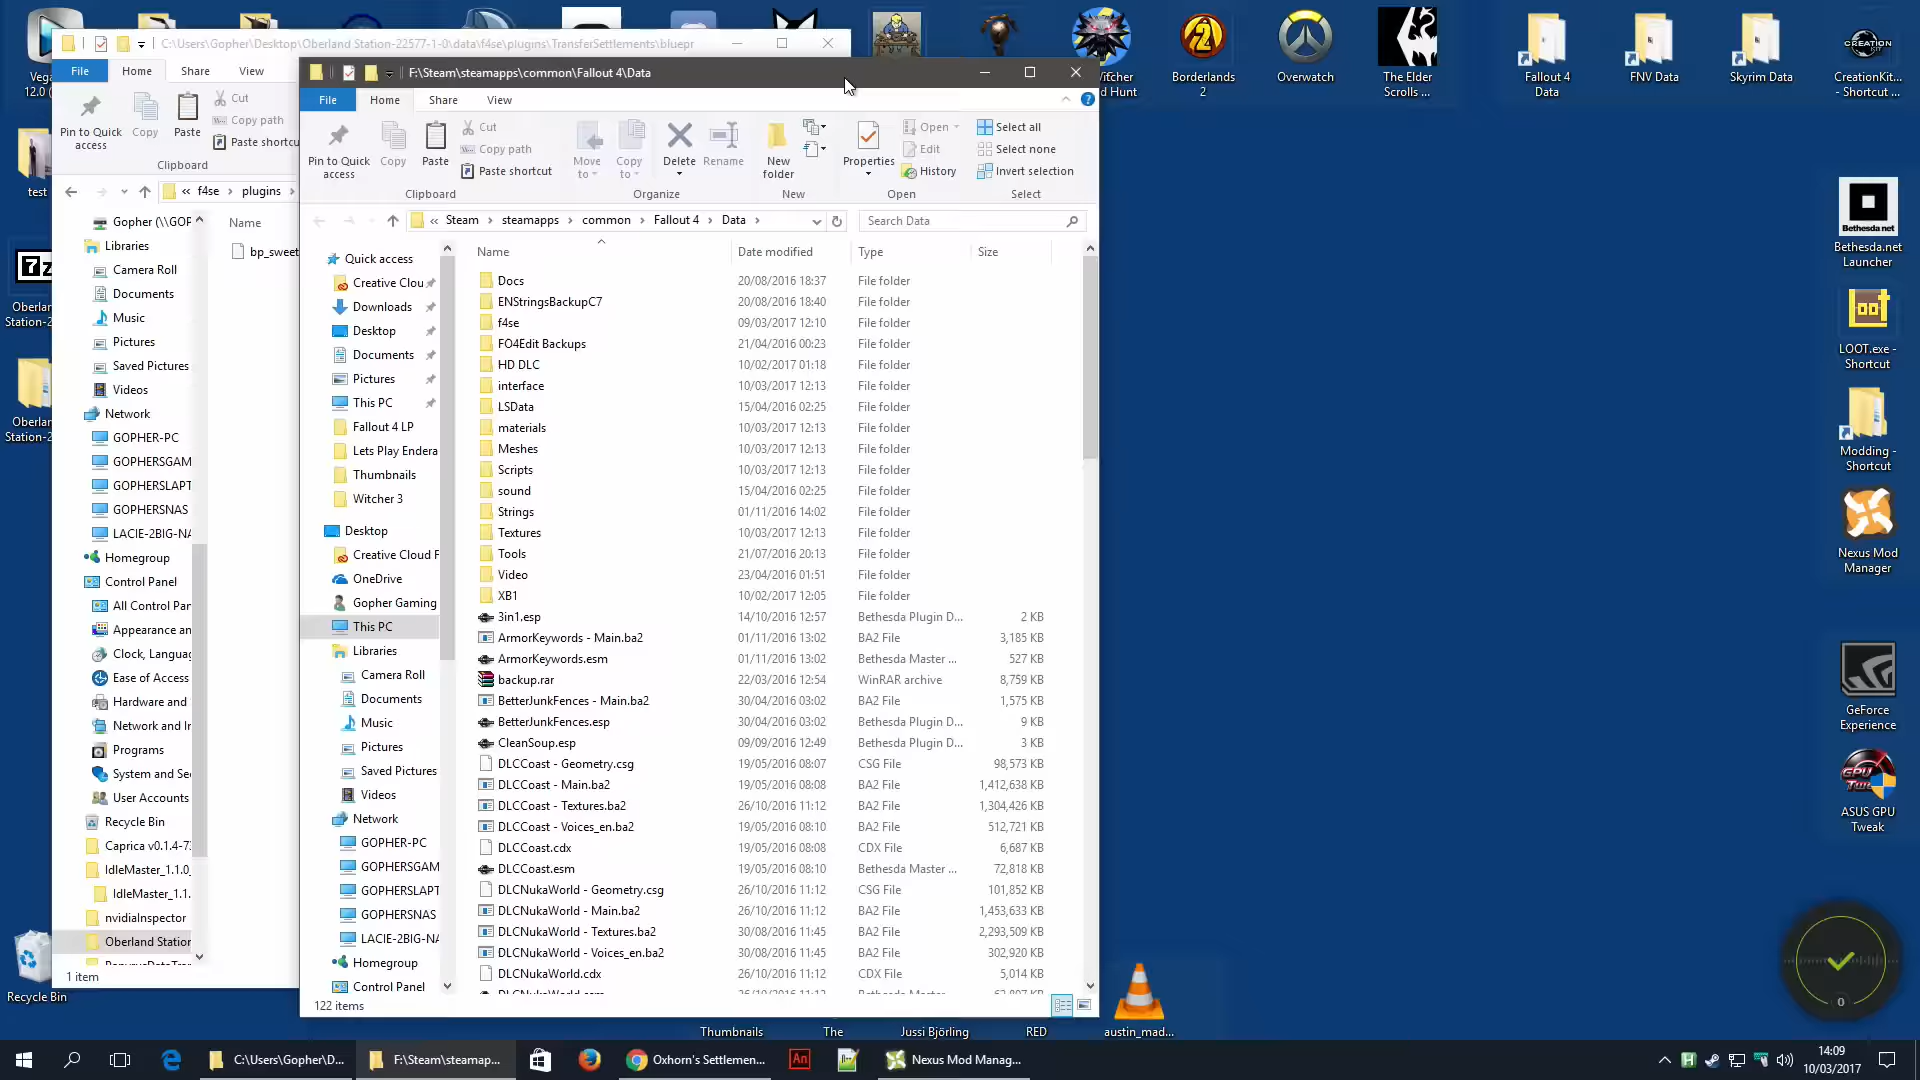 C:\Users\Gopher\Desktop\Oberland Station-22577-1-0\data\f4se\plugins\TransferSettlements\bluepr
File
Home
Share
View
Pin to Quick access
Copy
Paste
Cut
Copy path
Clipboard
« f4se › plugins ›
Name
Libraries
Camera Roll
Documents
Music
Pictures
Saved Pictures
Videos
Network
GOPHER-PC
GOPHERSNAS
Homegroup
Control Panel
Ease of Access
Programs
User Accounts
Recycle Bin
nvidiaInspector
1 item
F:\Steam\steamapps\common\Fallout 4\Data
File
Home
Share
View
Pin to Quick access
Copy
Paste
Cut
Copy path
Paste shortcut
Clipboard
Move to
Copy to
Delete
Rename
Organize
New folder
New
Properties
Open
Edit
History
Open
Select all
Select none
Invert selection
Select
« Steam › steamapps › common › Fallout 4 › Data ›
Search Data
Quick access
Creative Clou
Downloads
Desktop
Documents
Pictures
This PC
Fallout 4 LP
Lets Play Endera
Thumbnails
Witcher 3
Desktop
Creative Cloud F
OneDrive
Gopher Gaming
This PC
Libraries
Camera Roll
Documents
Music
Pictures
Saved Pictures
Videos
Network
GOPHER-PC
GOPHERSGAM
GOPHERSLAPT
GOPHERSNAS
LACIE-2BIG-NA
Homegroup
Control Panel
Name Date modified Type Size
Docs 20/08/2016 18:37 File folder
ENStringsBackupC7 20/08/2016 18:40 File folder
f4se 09/03/2017 12:10 File folder
FO4Edit Backups 21/04/2016 00:23 File folder
HD DLC 10/02/2017 01:18 File folder
interface 10/03/2017 12:13 File folder
LSData 15/04/2016 02:25 File folder
materials 10/03/2017 12:13 File folder
Meshes 10/03/2017 12:13 File folder
Scripts 10/03/2017 12:13 File folder
sound 15/04/2016 02:25 File folder
Strings 01/11/2016 14:02 File folder
Textures 10/03/2017 12:13 File folder
Tools 21/07/2016 20:13 File folder
Video 23/04/2016 01:51 File folder
XB1 10/02/2017 12:05 File folder
3in1.esp 14/10/2016 12:57 Bethesda Plugin D... 2 KB
ArmorKeywords - Main.ba2 01/11/2016 13:02 BA2 File 3,185 KB
ArmorKeywords.esm 01/11/2016 13:02 Bethesda Master ... 527 KB
backup.rar 22/03/2016 12:54 WinRAR archive 8,759 KB
BetterJunkFences - Main.ba2 30/04/2016 03:02 BA2 File 1,575 KB
BetterJunkFences.esp 30/04/2016 03:02 Bethesda Plugin D... 9 KB
CleanSoup.esp 09/09/2016 12:49 Bethesda Plugin D... 3 KB
DLCCoast - Geometry.csg 19/05/2016 08:07 CSG File 98,573 KB
DLCCoast - Main.ba2 19/05/2016 08:08 BA2 File 1,412,638 KB
DLCCoast - Textures.ba2 26/10/2016 11:12 BA2 File 1,304,426 KB
DLCCoast - Voices_en.ba2 19/05/2016 08:10 BA2 File 512,721 KB
DLCCoast.cdx 19/05/2016 08:08 CDX File 6,687 KB
DLCCoast.esm 19/05/2016 08:10 Bethesda Master ... 72,818 KB
DLCNukaWorld - Geometry.csg 26/10/2016 11:12 CSG File 101,852 KB
DLCNukaWorld - Main.ba2 26/10/2016 11:12 BA2 File 1,453,633 KB
DLCNukaWorld - Textures.ba2 30/08/2016 11:45 BA2 File 2,293,509 KB
DLCNukaWorld - Voices_en.ba2 30/08/2016 11:45 BA2 File 302,920 KB
DLCNukaWorld.cdx 26/10/2016 11:12 CDX File 5,014 KB
122 items
test
Recycle Bin
Borderlands 2
Overwatch
The Elder Scrolls ...
Fallout 4 Data
FNV Data
Skyrim Data
CREATION
CreationKit... - Shortcut ...
Bethesda.net
Bethesda.net Launcher
LOOT.exe - Shortcut
Modding - Shortcut
Nexus Mod Manager
GeForce Experience
ASUS GPU Tweak
0
Thumbnails
The
Jussi Björling
RED
austin_mad...
C:\Users\Gopher\D...
F:\Steam\steamap...
Oxhorn's Settlemen...
An
Nexus Mod Manag...
14:09
10/03/2017